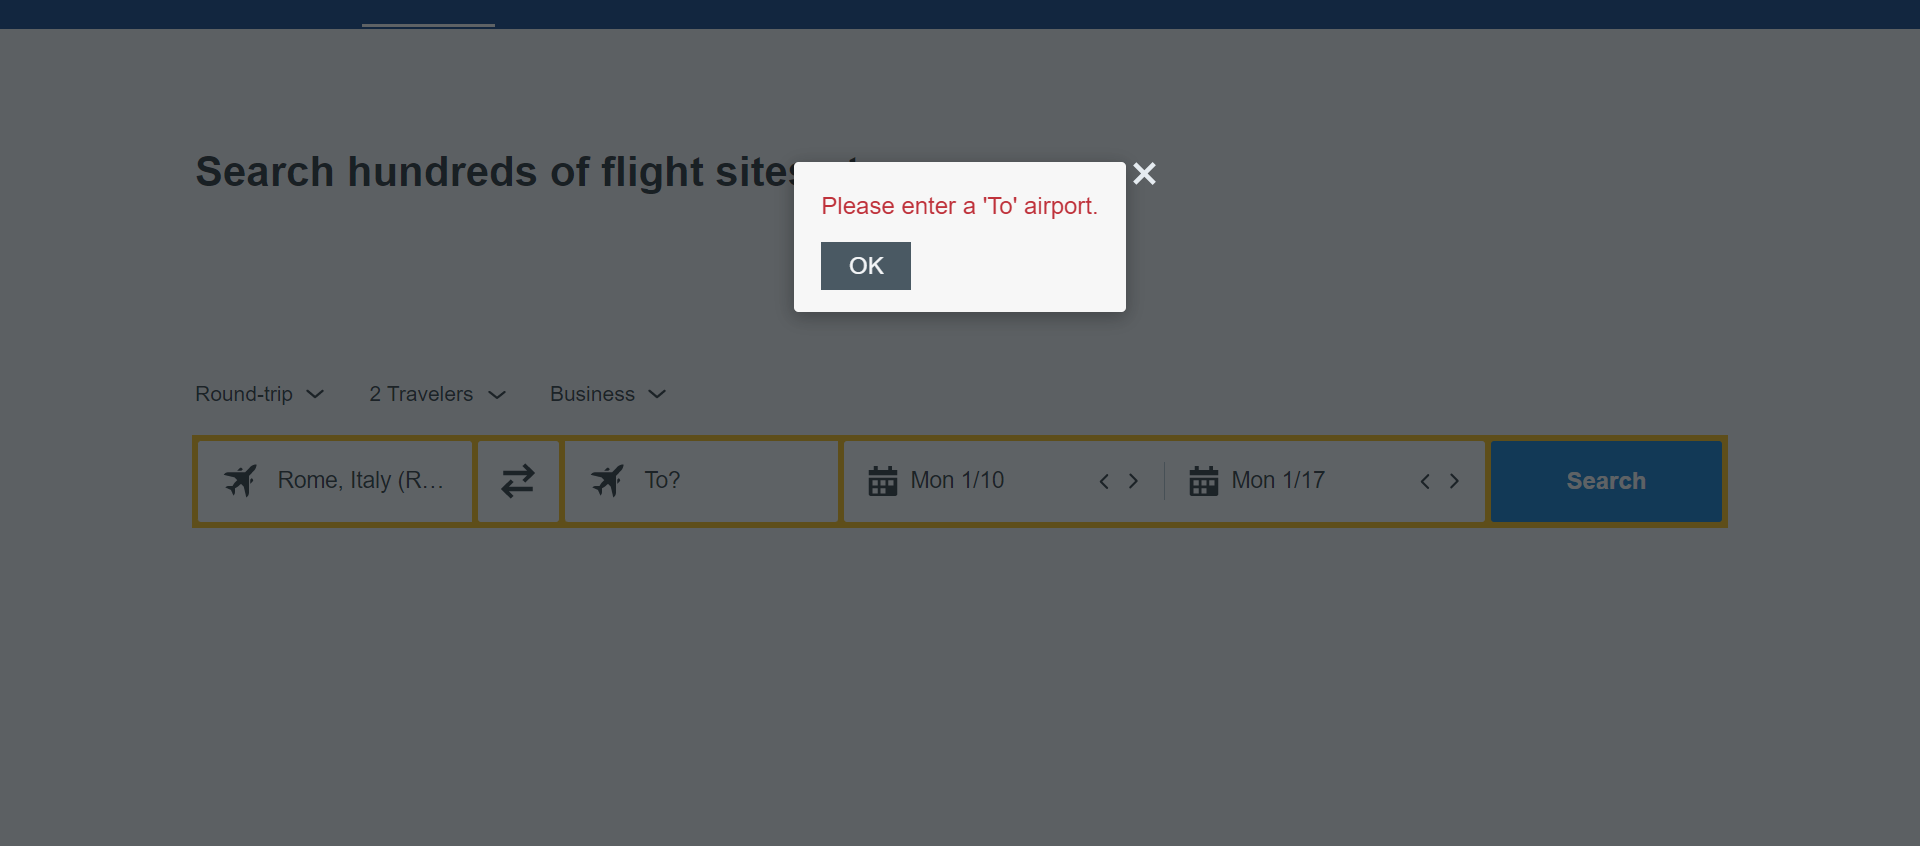 Search hundreds of flight sites
Please enter a 'To' airport.
OK
Round-trip
2 Travelers
Business
Rome, Italy (R...
To?
Mon 1/10
Mon 1/17
Search